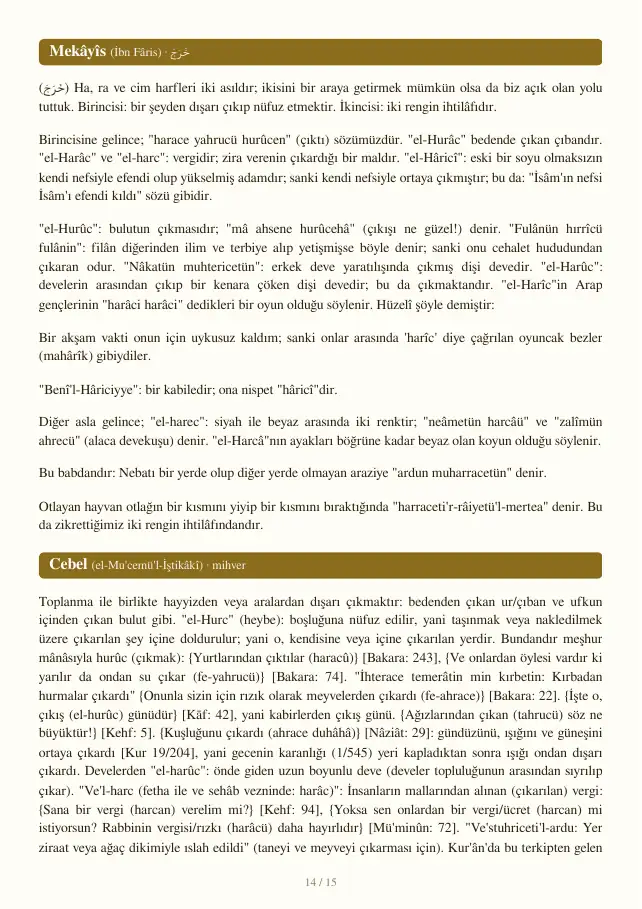 Mekâyîs (İbn Fâris) · خَرَجَ
(خَرَجَ) Ha, ra ve cim harfleri iki asıldır; ikisini bir araya getirmek mümkün olsa da biz açık olan yolu
tuttuk. Birincisi: bir şeyden dışarı çıkıp nüfuz etmektir. İkincisi: iki rengin ihtilâfıdır.
Birincisine gelince; "harace yahrucü hurûcen" (çıktı) sözümüzdür. "el-Hurâc" bedende çıkan çıbandır.
"el-Harâc" ve "el-harc": vergidir; zira verenin çıkardığı bir maldır. "el-Hâricî": eski bir soyu olmaksızın
kendi nefsiyle efendi olup yükselmiş adamdır; sanki kendi nefsiyle ortaya çıkmıştır; bu da: "İsâm'ın nefsi
İsâm'ı efendi kıldı" sözü gibidir.
"el-Hurûc": bulutun çıkmasıdır; "mâ ahsene hurûcehâ" (çıkışı ne güzel!) denir. "Fulânün hırrîcü
fulânin": filân diğerinden ilim ve terbiye alıp yetişmişse böyle denir; sanki onu cehalet hududundan
çıkaran odur. "Nâkatün muhtericetün": erkek deve yaratılışında çıkmış dişi devedir. "el-Harûc":
develerin arasından çıkıp bir kenara çöken dişi devedir; bu da çıkmaktandır. "el-Harîc"in Arap
gençlerinin "harâci harâci" dedikleri bir oyun olduğu söylenir. Hüzelî şöyle demiştir:
Bir akşam vakti onun için uykusuz kaldım; sanki onlar arasında 'harîc' diye çağrılan oyuncak bezler
(mahârîk) gibiydiler.
"Benî'l-Hâriciyye": bir kabiledir; ona nispet "hâricî"dir.
Diğer asla gelince; "el-harec": siyah ile beyaz arasında iki renktir; "neâmetün harcâü" ve "zalîmün
ahrecü" (alaca devekuşu) denir. "el-Harcâ"nın ayakları böğrüne kadar beyaz olan koyun olduğu söylenir.
Bu babdandır: Nebatı bir yerde olup diğer yerde olmayan araziye "ardun muharracetün" denir.
Otlayan hayvan otlağın bir kısmını yiyip bir kısmını bıraktığında "harraceti'r-râiyetü'l-mertea" denir. Bu
da zikrettiğimiz iki rengin ihtilâfındandır.
Cebel (el-Mu'cemü'l-İştikâkî) · mihver
Toplanma ile birlikte hayyizden veya aralardan dışarı çıkmaktır: bedenden çıkan ur/çıban ve ufkun
içinden çıkan bulut gibi. "el-Hurc" (heybe): boşluğuna nüfuz edilir, yani taşınmak veya nakledilmek
üzere çıkarılan şey içine doldurulur; yani o, kendisine veya içine çıkarılan yerdir. Bundandır meşhur
mânâsıyla hurûc (çıkmak): {Yurtlarından çıktılar (haracû)} [Bakara: 243], {Ve onlardan öylesi vardır ki
yarılır da ondan su çıkar (fe-yahrucü)} [Bakara: 74]. "İhterace temerâtin min kırbetin: Kırbadan
hurmalar çıkardı" {Onunla sizin için rızık olarak meyvelerden çıkardı (fe-ahrace)} [Bakara: 22]. {İşte o,
çıkış (el-hurûc) günüdür} [Kāf: 42], yani kabirlerden çıkış günü. {Ağızlarından çıkan (tahrucü) söz ne
büyüktür!} [Kehf: 5]. {Kuşluğunu çıkardı (ahrace duhâhâ)} [Nâziât: 29]: gündüzünü, ışığını ve güneşini
ortaya çıkardı [Kur 19/204], yani gecenin karanlığı (1/545) yeri kapladıktan sonra ışığı ondan dışarı
çıkardı. Develerden "el-harûc": önde giden uzun boyunlu deve (develer topluluğunun arasından sıyrılıp
çıkar). "Ve'l-harc (fetha ile ve sehâb vezninde: harâc)": İnsanların mallarından alınan (çıkarılan) vergi:
{Sana bir vergi (harcan) verelim mi?} [Kehf: 94], {Yoksa sen onlardan bir vergi/ücret (harcan) mi
istiyorsun? Rabbinin vergisi/rızkı (harâcü) daha hayırlıdır} [Mü'minûn: 72]. "Ve'stuhriceti'l-ardu: Yer
ziraat veya ağaç dikimiyle ıslah edildi" (taneyi ve meyveyi çıkarması için). Kur'ân'da bu terkipten gelen
14 / 15